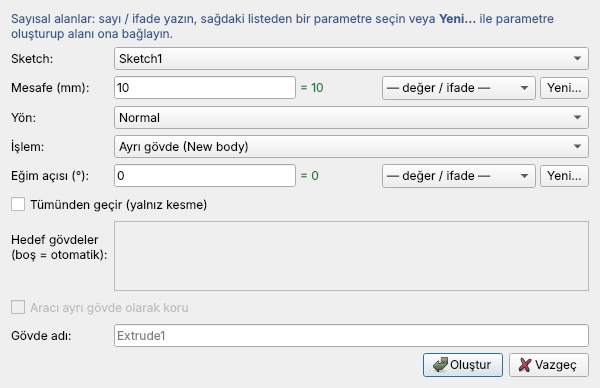 Sayısal alanlar: sayı / ifade yazın, sağdaki listeden bir parametre seçin veya Yeni... ile parametre
oluşturup alanı ona bağlayın.
Sketch: Sketch1
Mesafe (mm): 10 = 10 — değer / ifade — Yeni...
Yön: Normal
İşlem: Ayrı gövde (New body)
Eğim açısı (°): 0 = 0 — değer / ifade — Yeni...
Tümünden geçir (yalnız kesme)
Hedef gövdeler
(boş = otomatik):
Aracı ayrı gövde olarak koru
Gövde adı: Extrude1
Oluştur Vazgeç